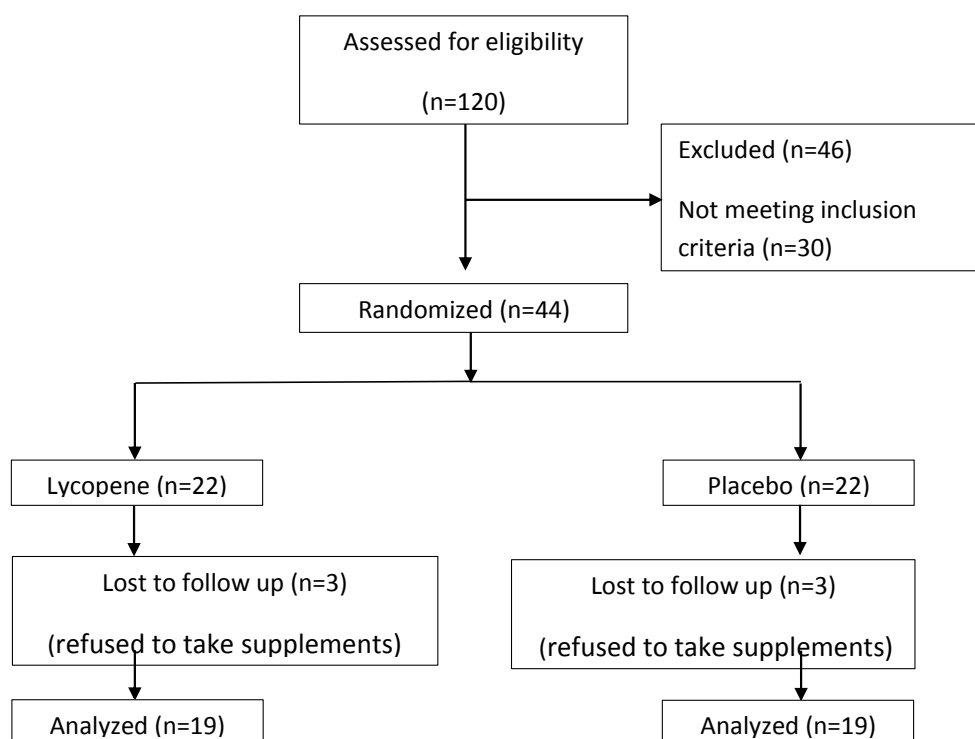 Assessed for eligibility
(n=120)
Excluded (n=46)
Not meeting inclusion
criteria (n=30)
Randomized (n=44)
Lycopene (n=22)
Placebo (n=22)
Lost to follow up (n=3)
(refused to take supplements)
Lost to follow up (n=3)
(refused to take supplements)
Analyzed (n=19)
Analyzed (n=19)